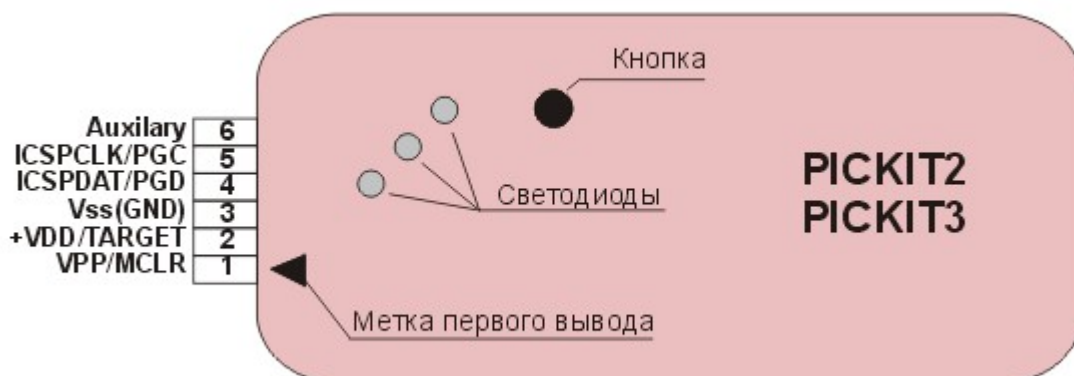 Кнопка
Auxilary 6
ICSPCLK/PGC 5
ICSPDAT/PGD 4
Vss(GND) 3
+VDD/TARGET 2
VPP/MCLR 1
Светодиоды
PICKIT2
PICKIT3
Метка первого вывода